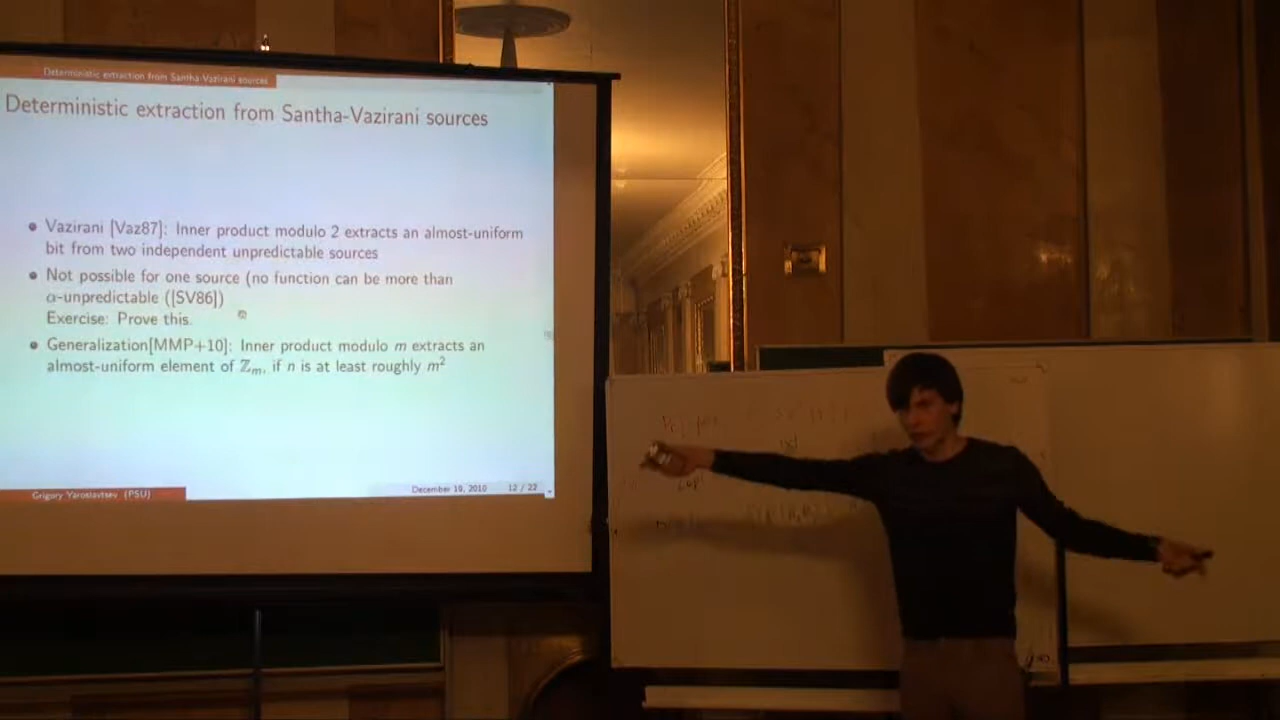 Deterministic extraction from Santha-Vazirani sources
Deterministic extraction from Santha-Vazirani sources
Vazirani [Vaz87]: Inner product modulo 2 extracts an almost-uniform
bit from two independent unpredictable sources
Not possible for one source (no function can be more than
α-unpredictable ([SV86])
Exercise: Prove this.
Generalization[MMP+10]: Inner product modulo m extracts an
almost-uniform element of ℤₘ, if n is at least roughly m²
Grigory Yaroslavtsev (PSU)
December 19, 2010 12 / 22